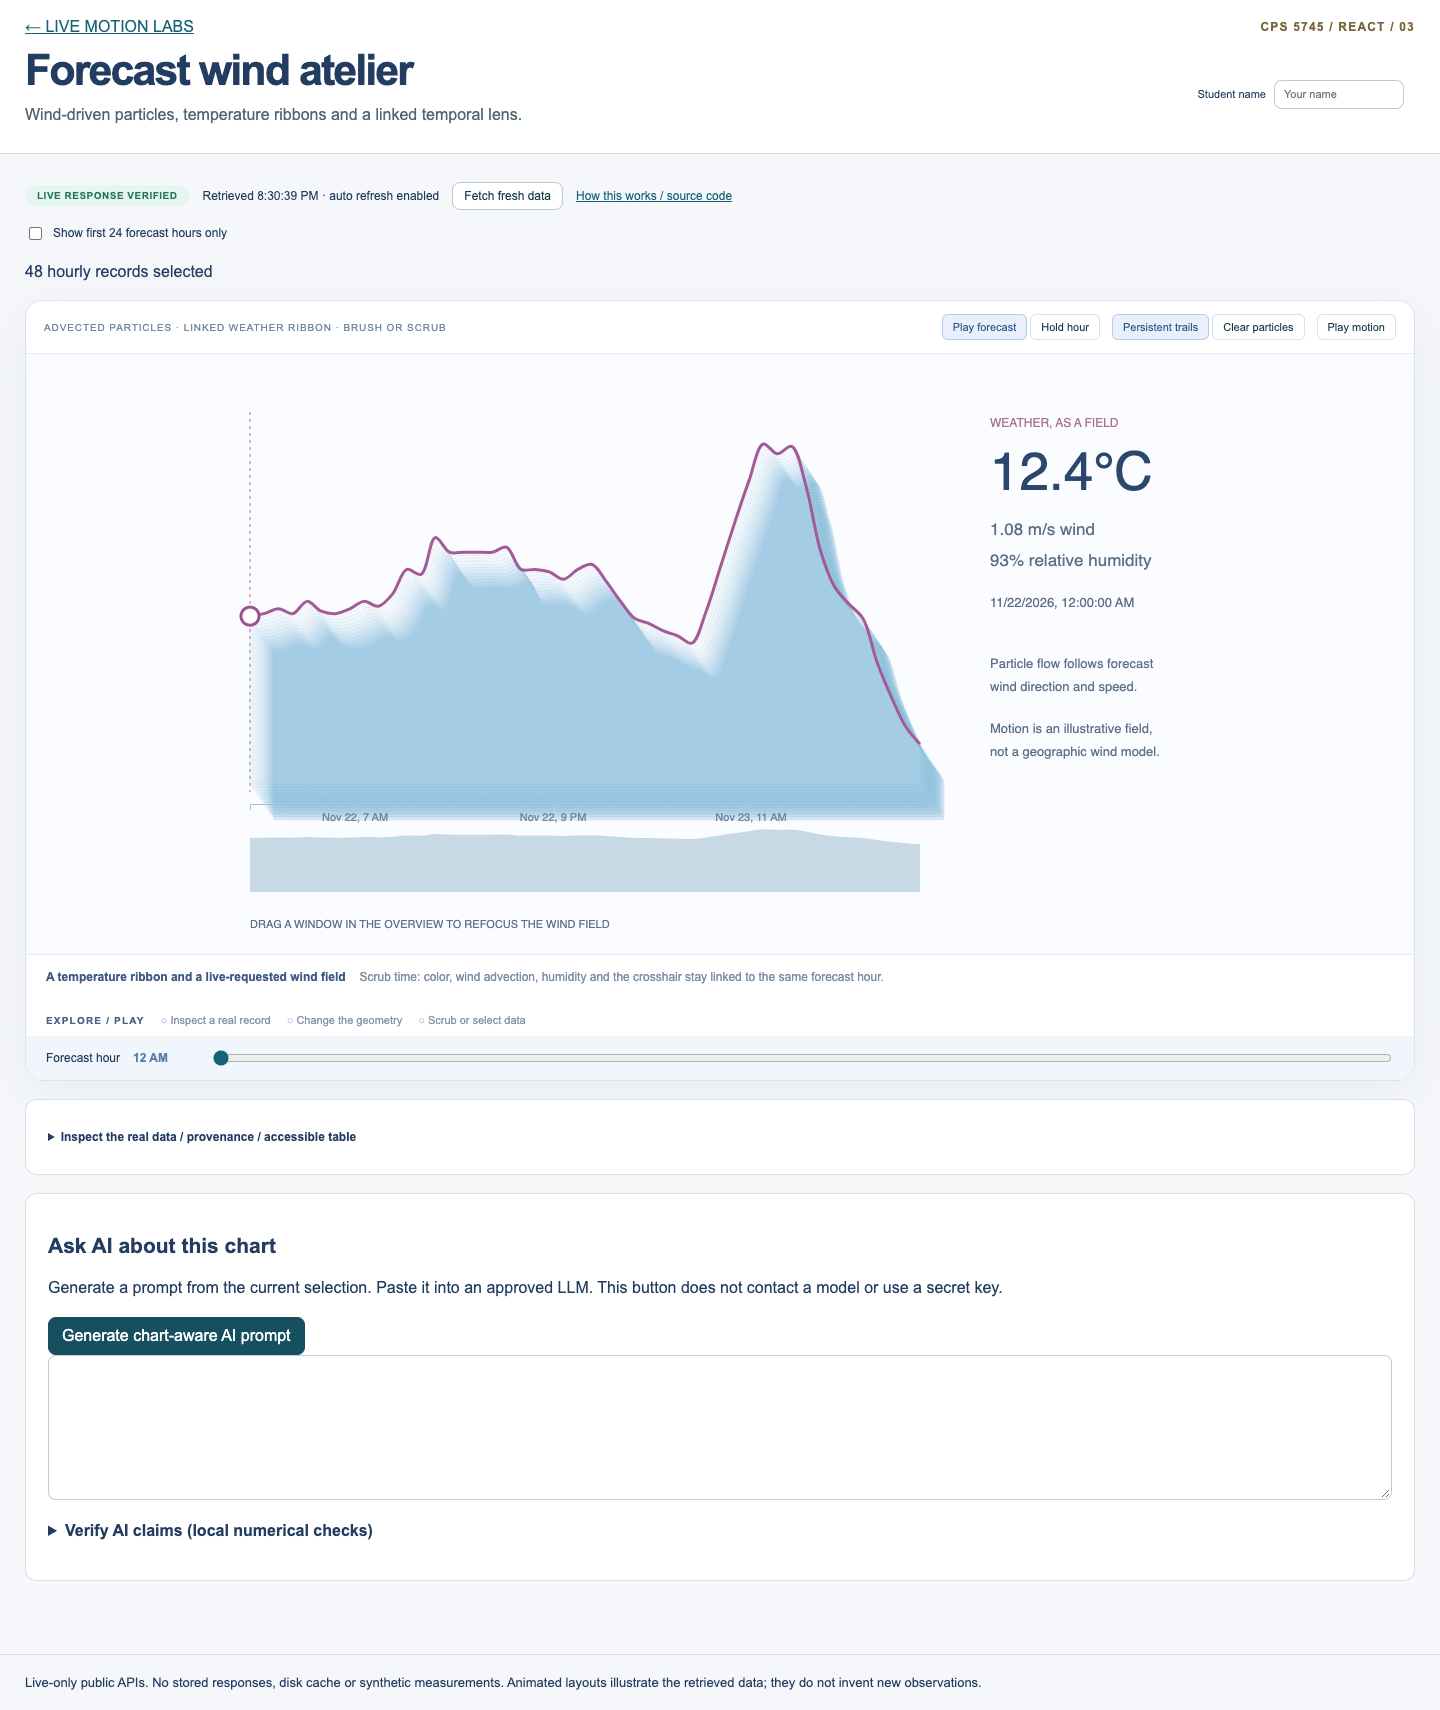 ← LIVE MOTION LABS
CPS 5745 / REACT / 03
Forecast wind atelier
Student name
Your name
Wind-driven particles, temperature ribbons and a linked temporal lens.
LIVE RESPONSE VERIFIED
Retrieved 8:30:39 PM · auto refresh enabled
Fetch fresh data
How this works / source code
Show first 24 forecast hours only
48 hourly records selected
ADVECTED PARTICLES · LINKED WEATHER RIBBON · BRUSH OR SCRUB
Play forecast
Hold hour
Persistent trails
Clear particles
Play motion
WEATHER, AS A FIELD
12.4°C
1.08 m/s wind
93% relative humidity
11/22/2026, 12:00:00 AM
Particle flow follows forecast
wind direction and speed.
Motion is an illustrative field,
not a geographic wind model.
Nov 22, 7 AM
Nov 22, 9 PM
Nov 23, 11 AM
DRAG A WINDOW IN THE OVERVIEW TO REFOCUS THE WIND FIELD
A temperature ribbon and a live-requested wind field
Scrub time: color, wind advection, humidity and the crosshair stay linked to the same forecast hour.
EXPLORE / PLAY
○ Inspect a real record
○ Change the geometry
○ Scrub or select data
Forecast hour
12 AM
▶ Inspect the real data / provenance / accessible table
Ask AI about this chart
Generate a prompt from the current selection. Paste it into an approved LLM. This button does not contact a model or use a secret key.
Generate chart-aware AI prompt
▶ Verify AI claims (local numerical checks)
Live-only public APIs. No stored responses, disk cache or synthetic measurements. Animated layouts illustrate the retrieved data; they do not invent new observations.